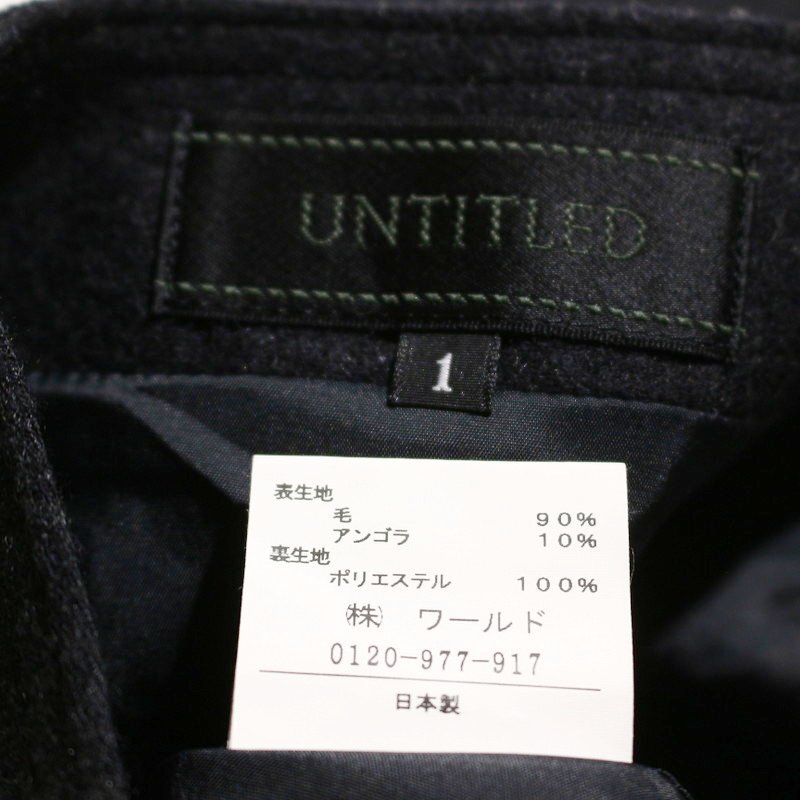 UNTITLED
1
表生地
毛 90%
アンゴラ 10%
裏生地
ポリエステル 100%
㈱ ワールド
0120-977-917
日本製